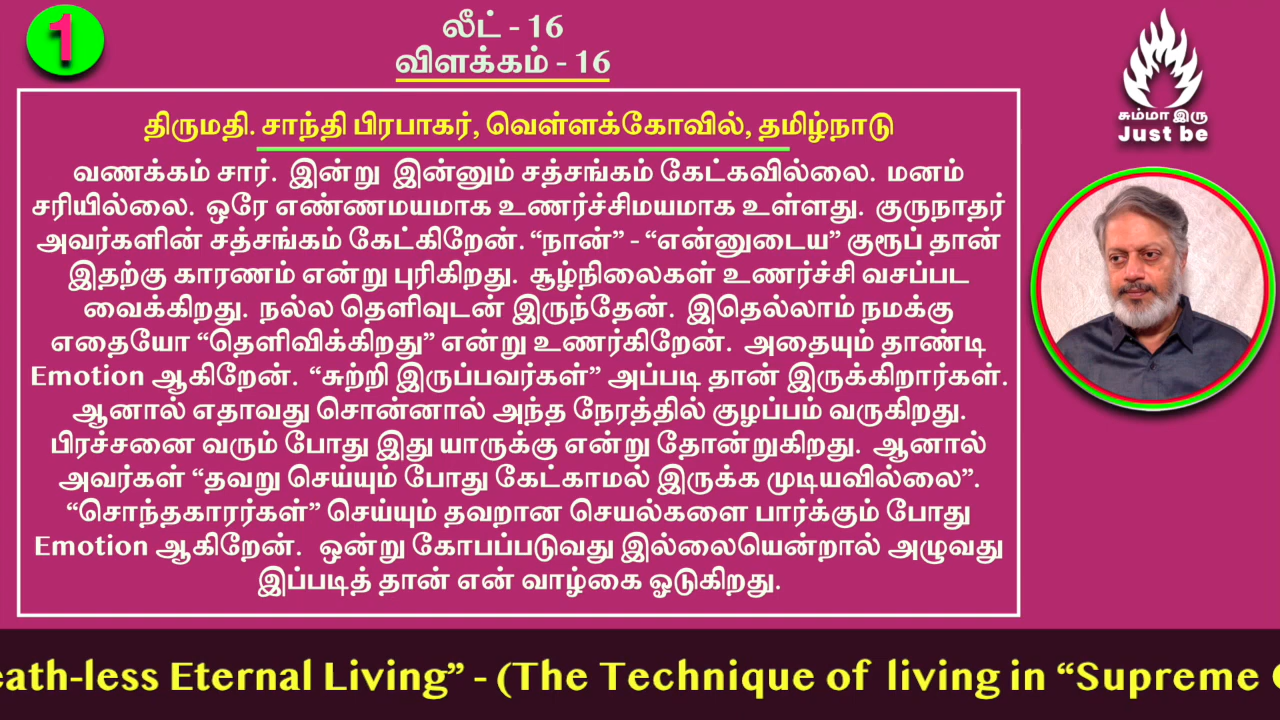 1
லீட் - 16
விளக்கம் - 16
சும்மா இரு
Just be
திருமதி. சாந்தி பிரபாகர், வெள்ளக்கோவில், தமிழ்நாடு
வணக்கம் சார். இன்று இன்னும் சத்சங்கம் கேட்கவில்லை. மனம்
சரியில்லை. ஒரே எண்ணமயமாக உணர்ச்சிமயமாக உள்ளது. குருநாதர்
அவர்களின் சத்சங்கம் கேட்கிறேன். “நான்” - “என்னுடைய” குரூப் தான்
இதற்கு காரணம் என்று புரிகிறது. சூழ்நிலைகள் உணர்ச்சி வசப்பட
வைக்கிறது. நல்ல தெளிவுடன் இருந்தேன். இதெல்லாம் நமக்கு
எதையோ “தெளிவிக்கிறது” என்று உணர்கிறேன். அதையும் தாண்டி
Emotion ஆகிறேன். “சுற்றி இருப்பவர்கள்” அப்படி தான் இருக்கிறார்கள்.
ஆனால் எதாவது சொன்னால் அந்த நேரத்தில் குழப்பம் வருகிறது.
பிரச்சனை வரும் போது இது யாருக்கு என்று தோன்றுகிறது. ஆனால்
அவர்கள் “தவறு செய்யும் போது கேட்காமல் இருக்க முடியவில்லை”.
“சொந்தகாரர்கள்” செய்யும் தவறான செயல்களை பார்க்கும் போது
Emotion ஆகிறேன். ஒன்று கோபப்படுவது இல்லையென்றால் அழுவது
இப்படித் தான் என் வாழ்கை ஓடுகிறது.
eath-less Eternal Living” - (The Technique of living in “Supreme